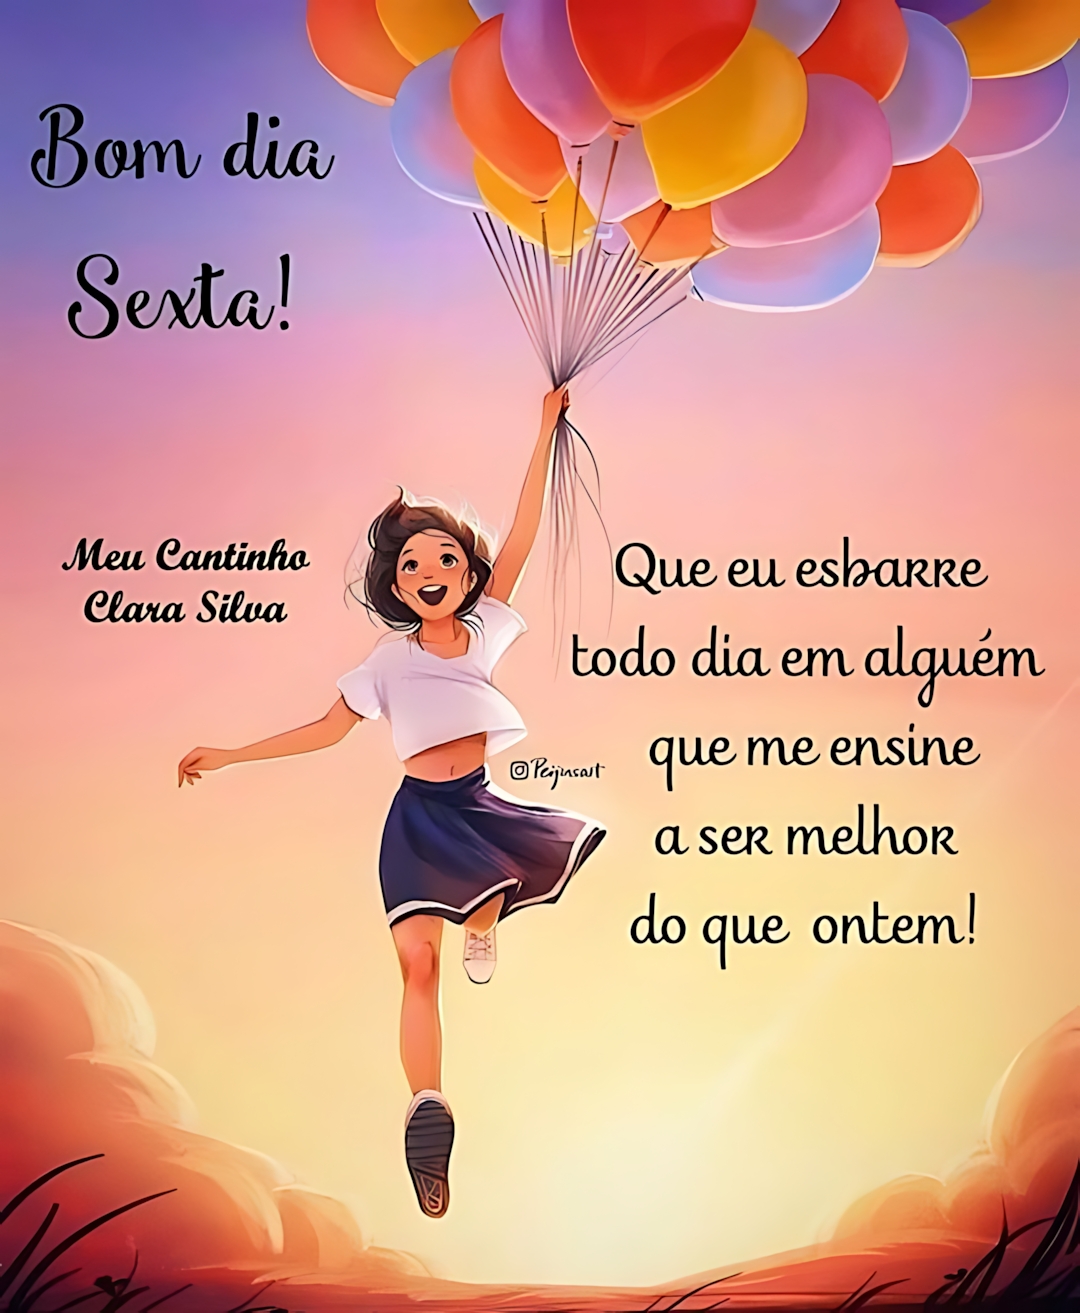 Bom dia
Sexta!
Meu Cantinho
Clara Silva
Que eu esbarre
todo dia em alguém
que me ensine
a ser melhor
do que ontem!
Peijinsart